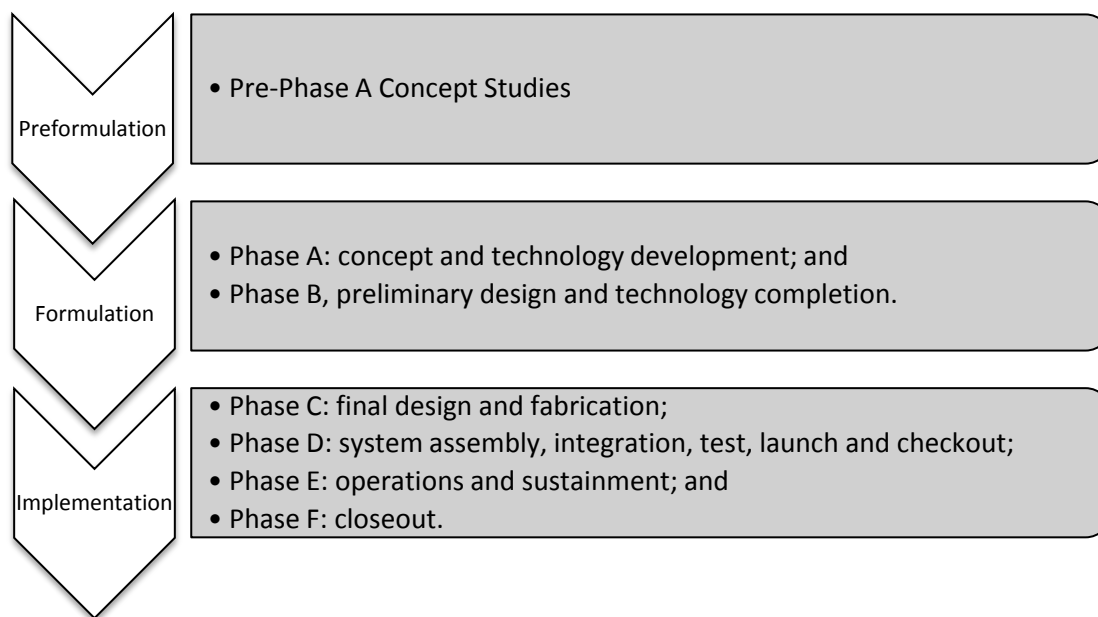 Preformulation
• Pre-Phase A Concept Studies
Formulation
• Phase A: concept and technology development; and
• Phase B, preliminary design and technology completion.
Implementation
• Phase C: final design and fabrication;
• Phase D: system assembly, integration, test, launch and checkout;
• Phase E: operations and sustainment; and
• Phase F: closeout.